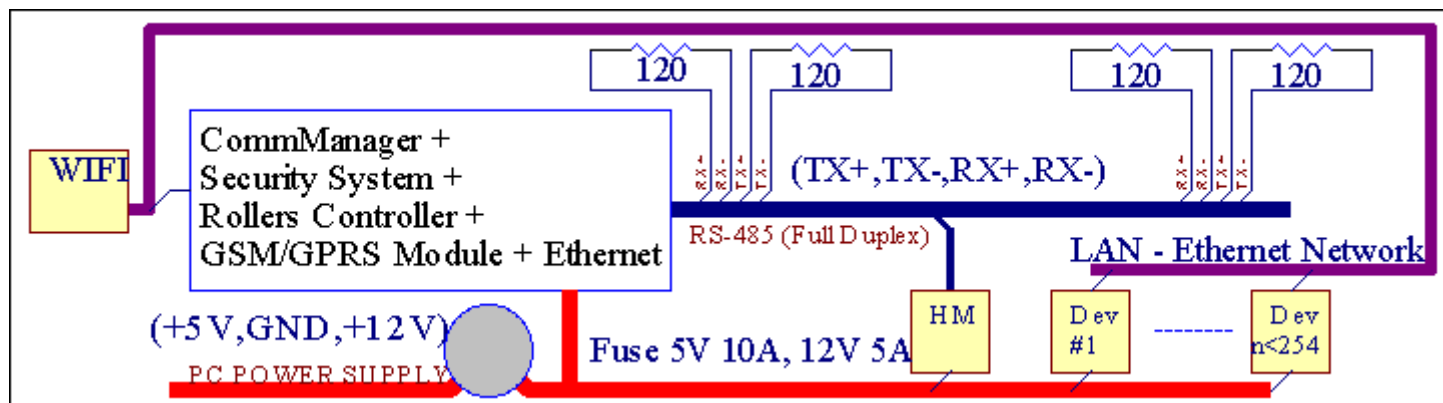 120
120
120
120
WIFI
CommManager +
Security System +
Rollers Controller +
GSM/GPRS Module + Ethernet
RX+
RX-
TX+
TX-
(TX+,TX-,RX+,RX-)
RX+
RX-
TX+
TX-
RS-485 (Full Duplex)
LAN - Ethernet Network
(+5V,GND,+12V)
PC POWER SUPPLY
Fuse 5V 10A, 12V 5A
HM
Dev
#1
--------
Dev
n<254